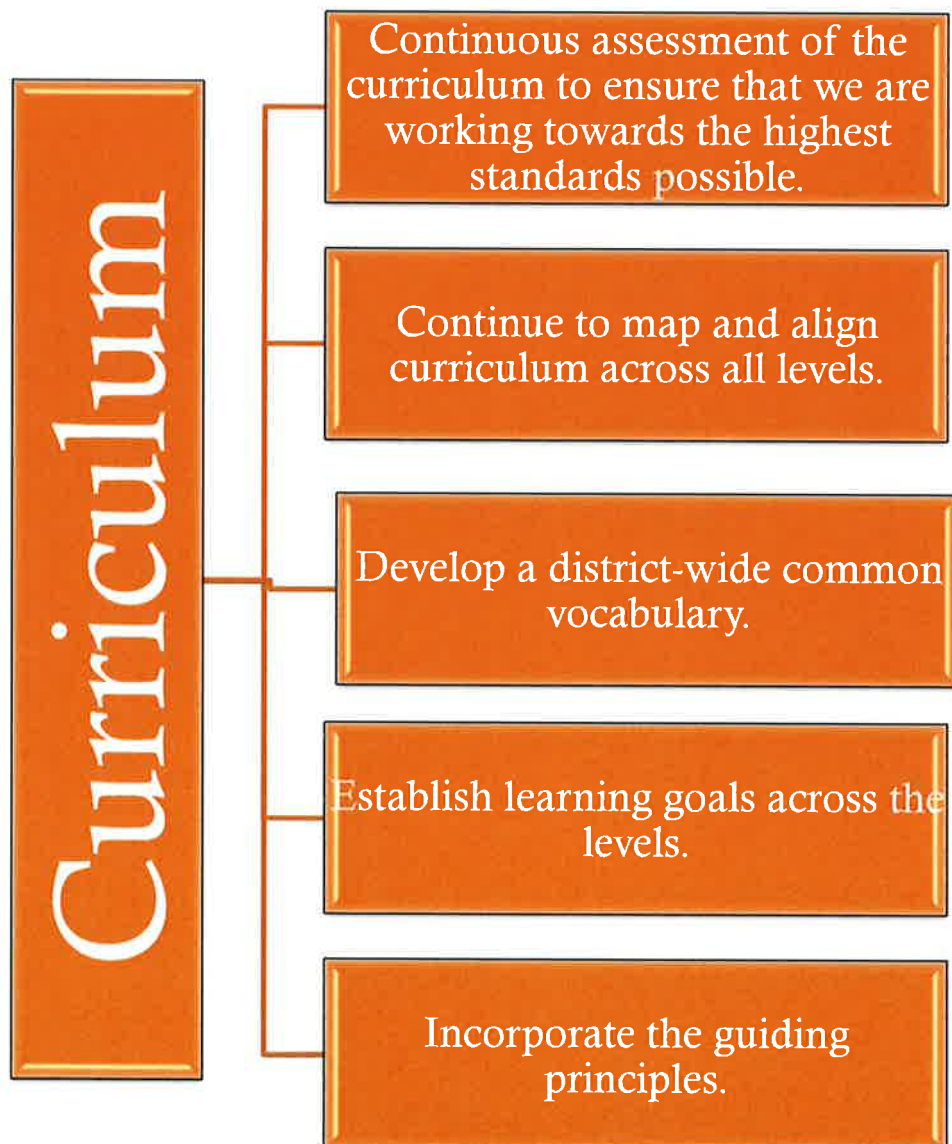 Curriculum
Continuous assessment of the
curriculum to ensure that we are
working towards the highest
standards possible.
Continue to map and align
curriculum across all levels.
Develop a district-wide common
vocabulary.
Establish learning goals across the
levels.
Incorporate the guiding
principles.